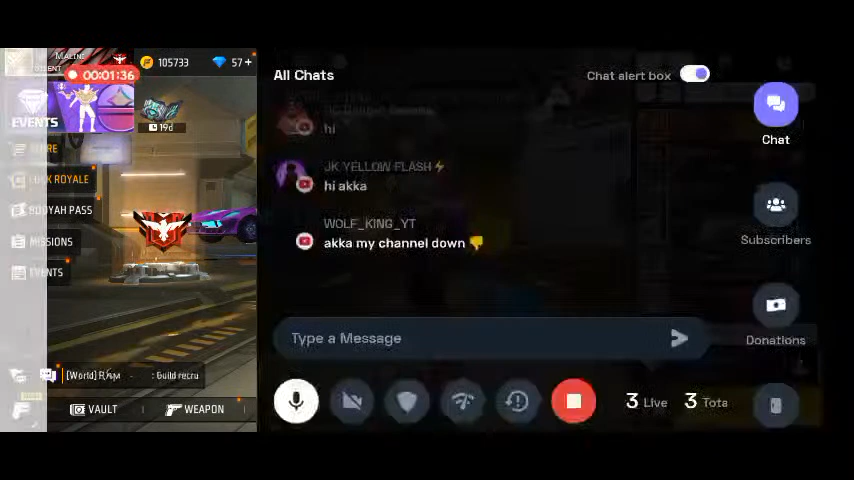 00:01:36
105733
57+
EVENTS
19d
LUCK ROYALE
BOOYAH PASS
MISSIONS
EVENTS
[World]
: Guild recru
VAULT
WEAPON
All Chats
Chat alert box
hi
JK YELLOW FLASH⚡
hi akka
WOLF_KING_YT
akka my channel down 👎
Type a Message
3 Live 3 Tota
Chat
Subscribers
Donations